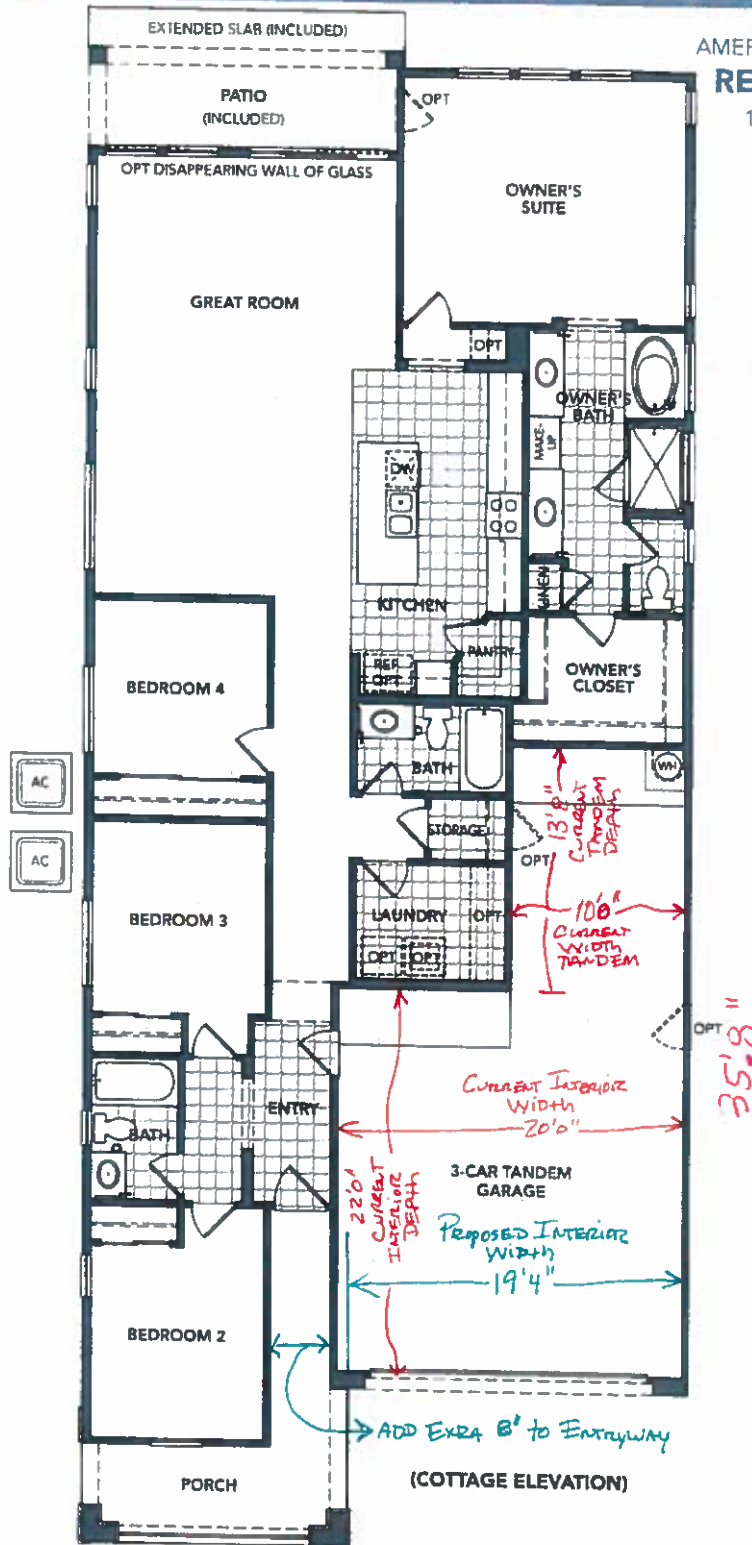 EXTENDED SLAB (INCLUDED)
AMER
RE
1
PATIO
(INCLUDED)
OPT
OPT DISAPPEARING WALL OF GLASS
OWNER'S
SUITE
GREAT ROOM
OPT
OWNER'S
BATH
MAKE-
UP
DW
LINEN
KITCHEN
PANTRY
REF
OPT
OWNER'S
CLOSET
BEDROOM 4
BATH
WH
AC
AC
STORAGE
13'8"
CURRENT
TANDEM
DEPTH
OPT
BEDROOM 3
LAUNDRY
OPT
OPT
OPT
10'0"
CURRENT
WIDTH
TANDEM
OPT
35'8"
ENTRY
BATH
CURRENT INTERIOR
WIDTH
20'0"
22'0"
CURRENT
INTERIOR
DEPTH
3-CAR TANDEM
GARAGE
PROPOSED INTERIOR
WIDTH
19'4"
BEDROOM 2
ADD EXRA 8" to ENTRYWAY
PORCH
(COTTAGE ELEVATION)